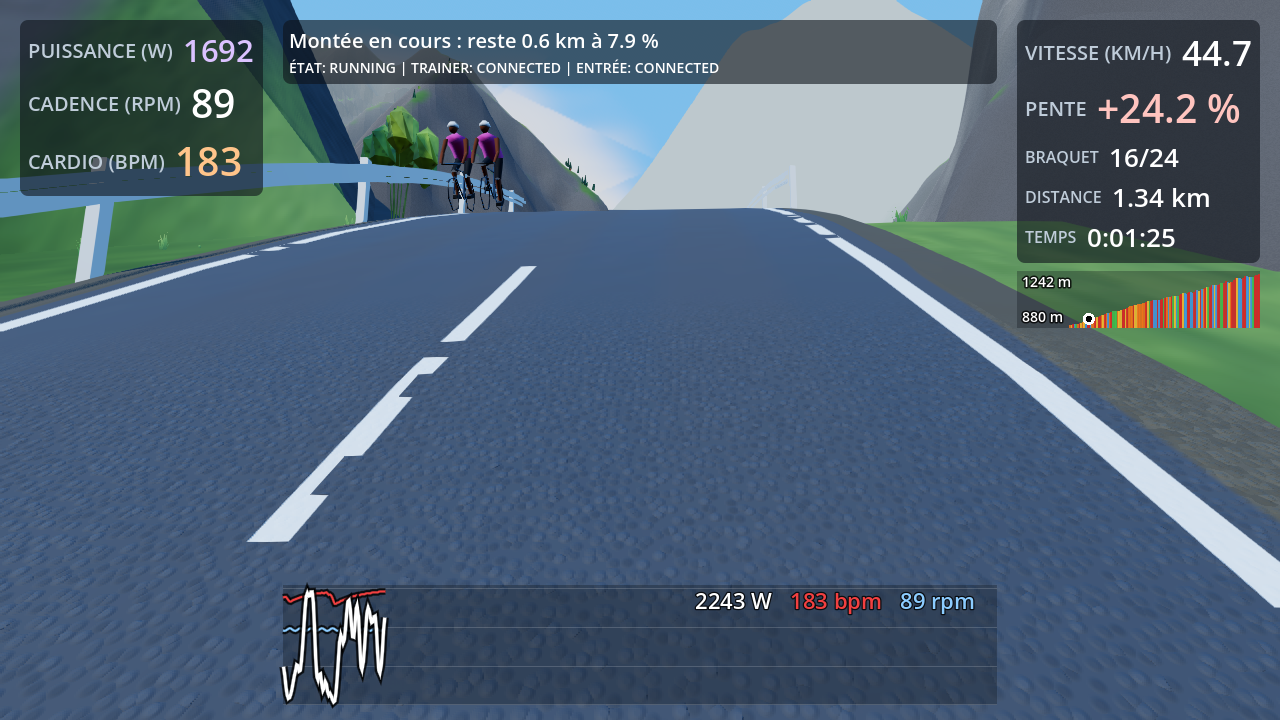 PUISSANCE (W) 1692
CADENCE (RPM) 89
CARDIO (BPM) 183
Montée en cours : reste 0.6 km à 7.9 %
ÉTAT: RUNNING | TRAINER: CONNECTED | ENTRÉE: CONNECTED
VITESSE (KM/H) 44.7
PENTE +24.2 %
BRAQUET 16/24
DISTANCE 1.34 km
TEMPS 0:01:25
1242 m
880 m
2243 W 183 bpm 89 rpm